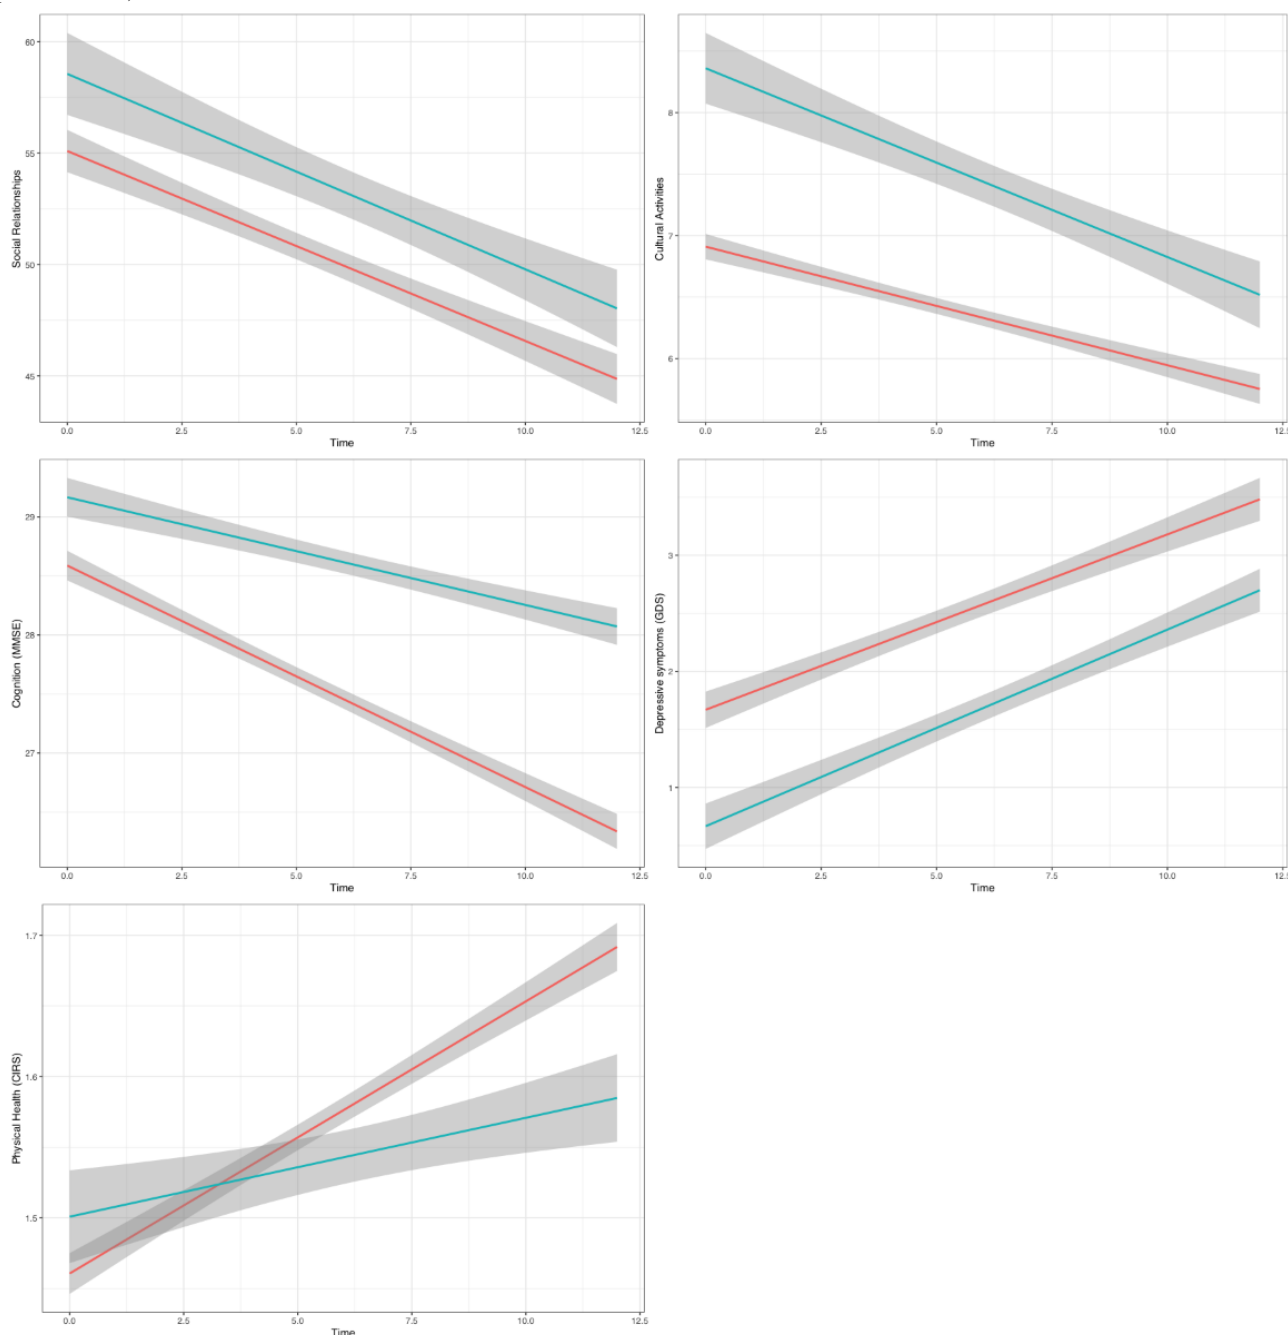 60
55
50
45
Social Relationships
0.0 2.5 5.0 7.5 10.0 12.5
Time
8
7
6
Cultural Activities
0.0 2.5 5.0 7.5 10.0 12.5
Time
29
28
27
Cognition (MMSE)
0.0 2.5 5.0 7.5 10.0 12.5
Time
3
2
1
Depressive symptoms (GDS)
0.0 2.5 5.0 7.5 10.0 12.5
Time
1.7
1.6
1.5
Physical Health (CIRS)
0.0 2.5 5.0 7.5 10.0 12.5
Time